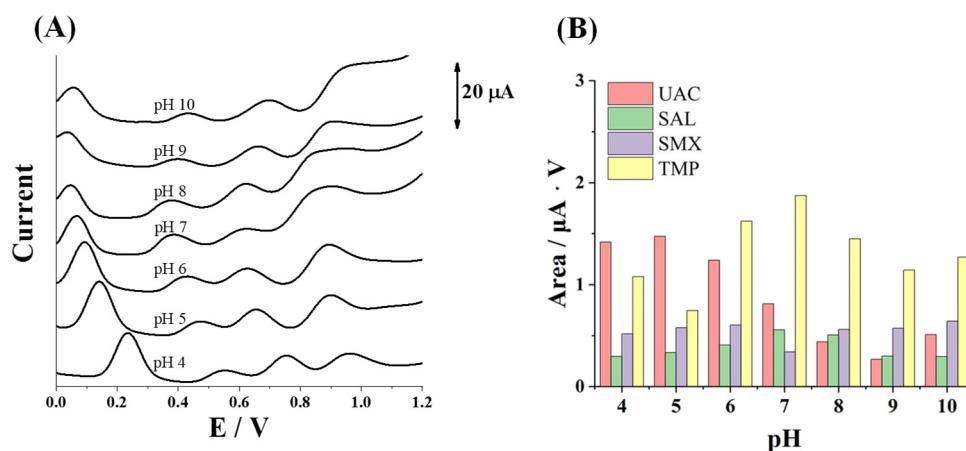 (A)
pH 10
pH 9
pH 8
pH 7
pH 6
pH 5
pH 4
20 μA
Current
0.0 0.2 0.4 0.6 0.8 1.0 1.2
E / V
(B)
UAC
SAL
SMX
TMP
3
2
1
0
Area / μA · V
4 5 6 7 8 9 10
pH